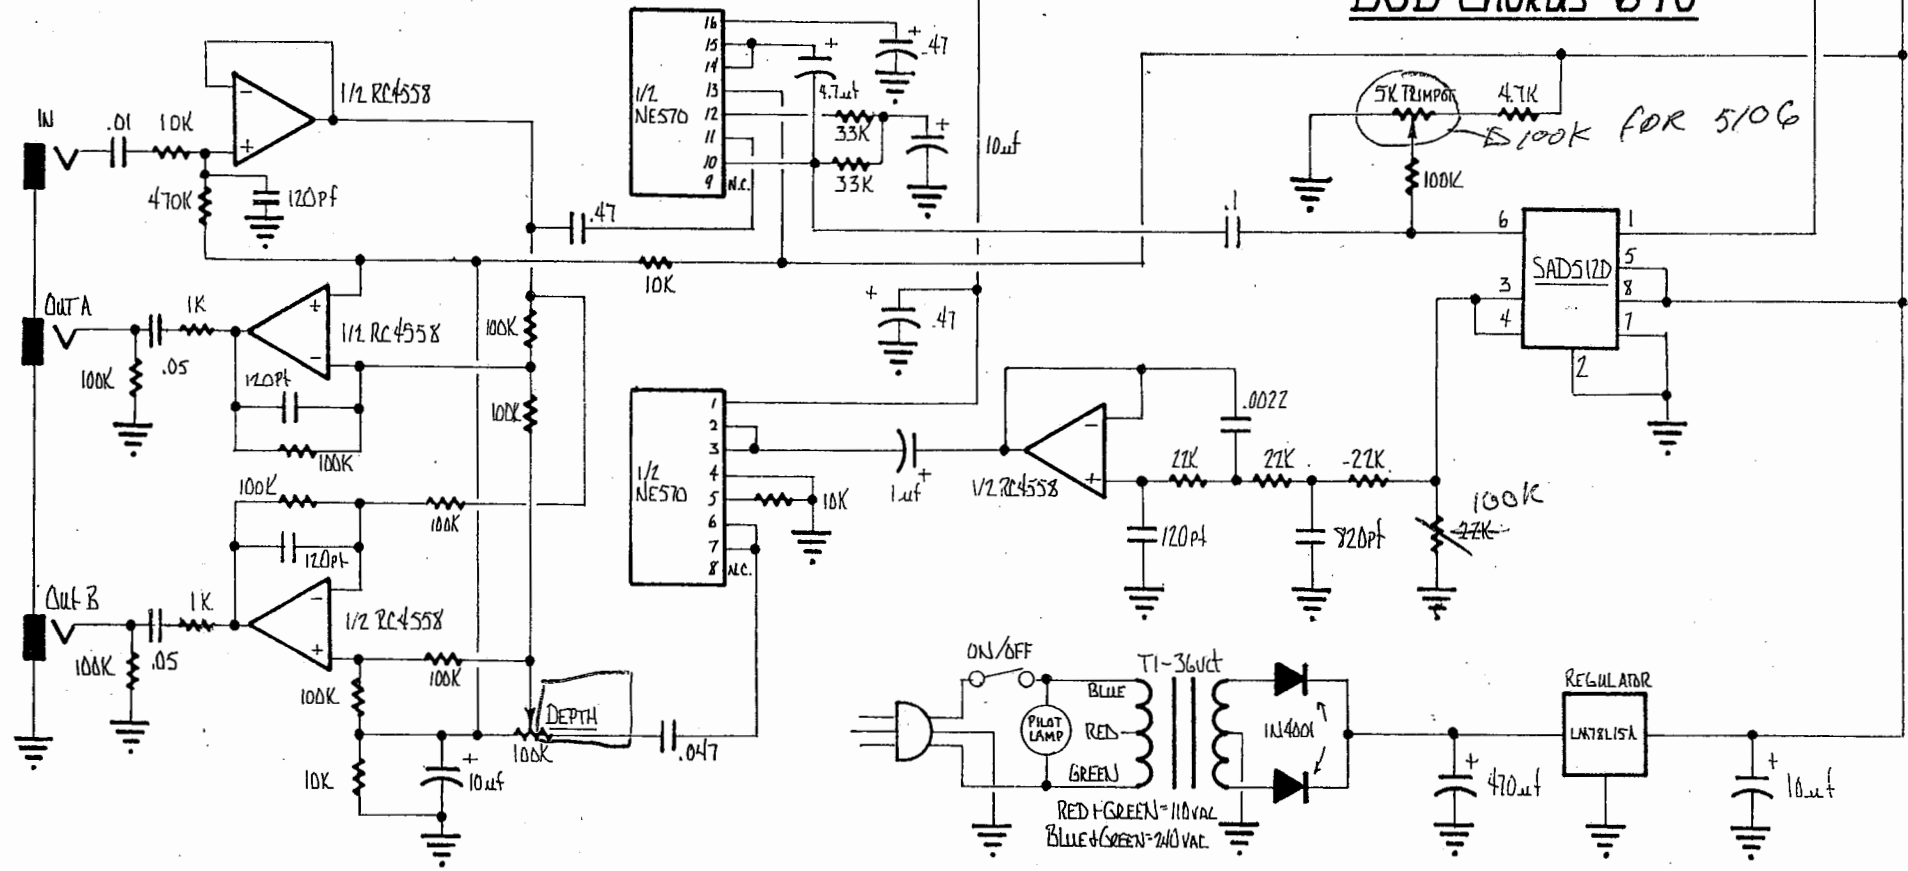 DOD Chorus 690
IN
.01
10K
470K
120pf
1/2 RC4558
.47
1/2
NE570
16
15
14
13
12
11
10
9 N.C.
+
.47
4.7uf
33K
33K
10uf
10K
+
.47
5K TRIMPOT
4.7K
100K FOR 5106
100K
.1
SAD512D
6
3
4
1
5
8
7
2
Out A
1K
.05
100K
120pf
100K
1/2 RC4558
100K
100K
1/2
NE570
1
2
3
4
5
6
7
8 N.C.
10K
1uf
1/2 RC4558
.0022
22K
22K
22K
120pf
820pf
100K
22K
100K
100K
120pf
Out B
1K
.05
100K
1/2 RC4558
100K
100K
10K
10uf
DEPTH
100K
.047
ON/OFF
PILOT
LAMP
BLUE
RED
GREEN
T1-36Vct
1N4001
RED+GREEN=110VAC
BLUE+GREEN=240VAC
470uf
REGULATOR
LM78L15A
10uf